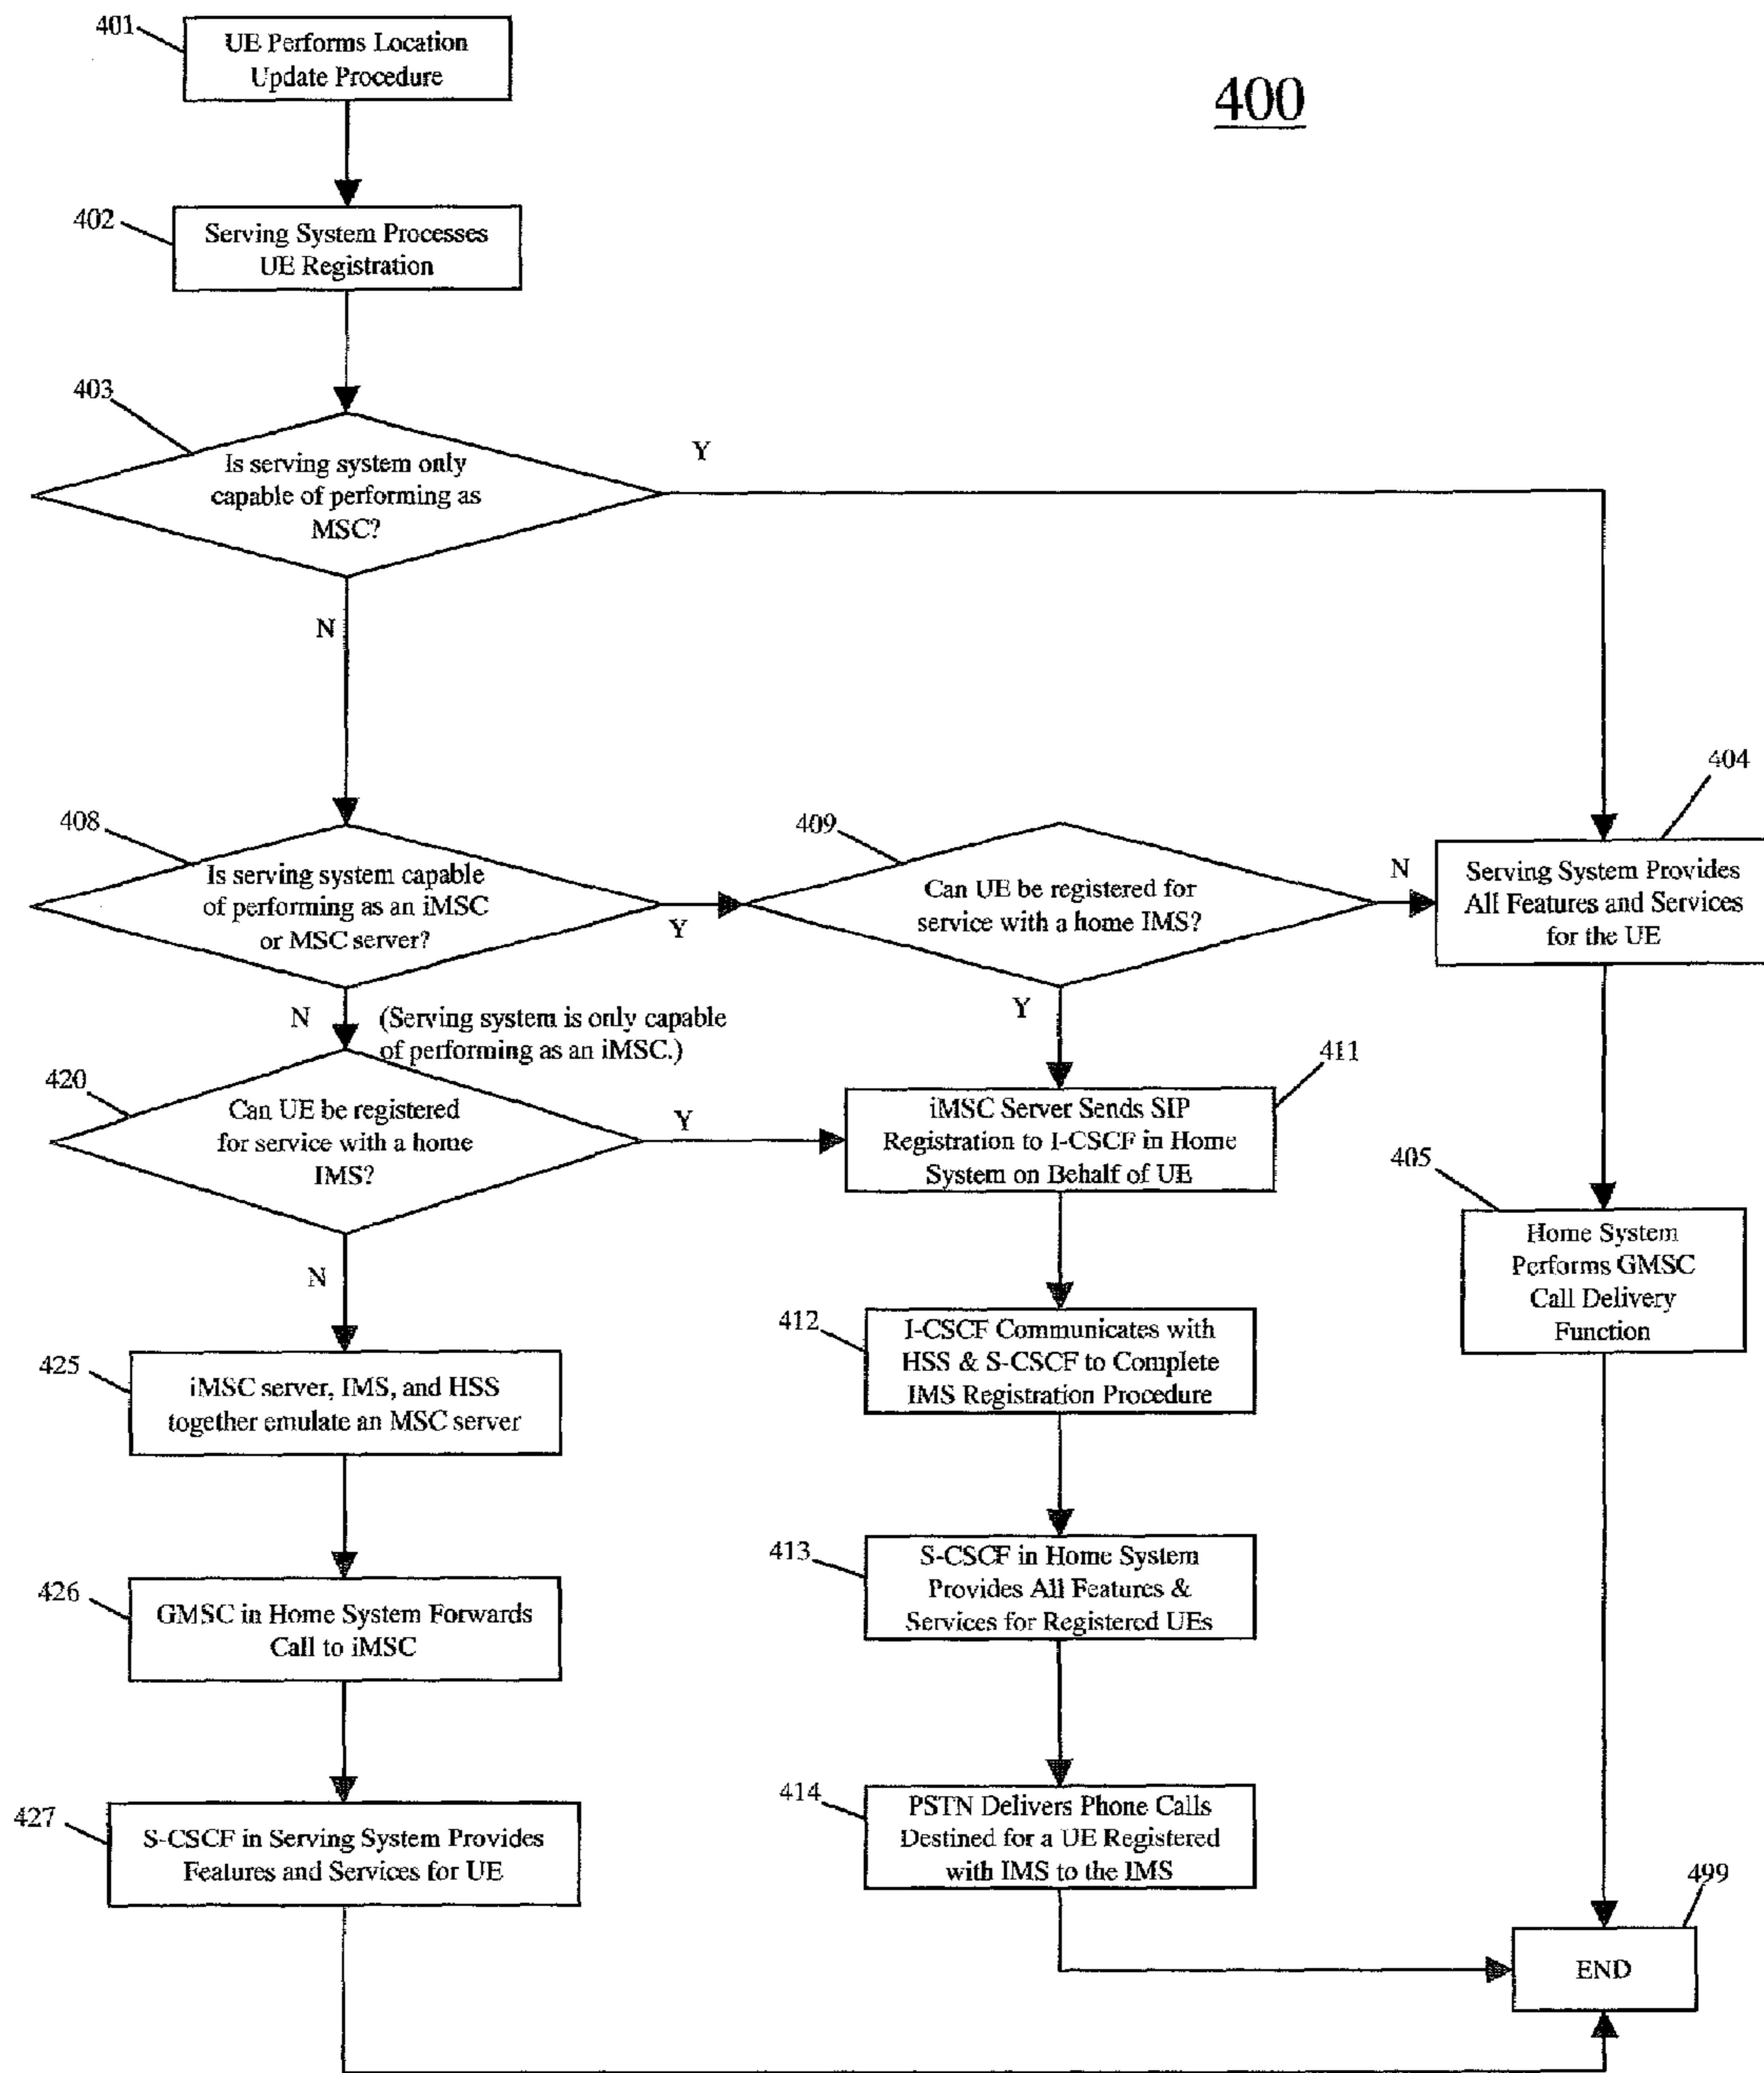 401
UE Performs Location
Update Procedure
400
402
Serving System Processes
UE Registration
403
Is serving system only
capable of performing as
MSC?
Y
N
408
Is serving system capable
of performing as an iMSC
or MSC server?
Y
409
Can UE be registered for
service with a home IMS?
N
404
Serving System Provides
All Features and Services
for the UE
N
(Serving system is only capable
of performing as an iMSC.)
Y
420
Can UE be registered
for service with a home
IMS?
Y
411
iMSC Server Sends SIP
Registration to I-CSCF in Home
System on Behalf of UE
405
Home System
Performs GMSC
Call Delivery
Function
N
425
iMSC server, IMS, and HSS
together emulate an MSC server
412
I-CSCF Communicates with
HSS & S-CSCF to Complete
IMS Registration Procedure
426
GMSC in Home System Forwards
Call to iMSC
413
S-CSCF in Home System
Provides All Features &
Services for Registered UEs
427
S-CSCF in Serving System Provides
Features and Services for UE
414
PSTN Delivers Phone Calls
Destined for a UE Registered
with IMS to the IMS
499
END